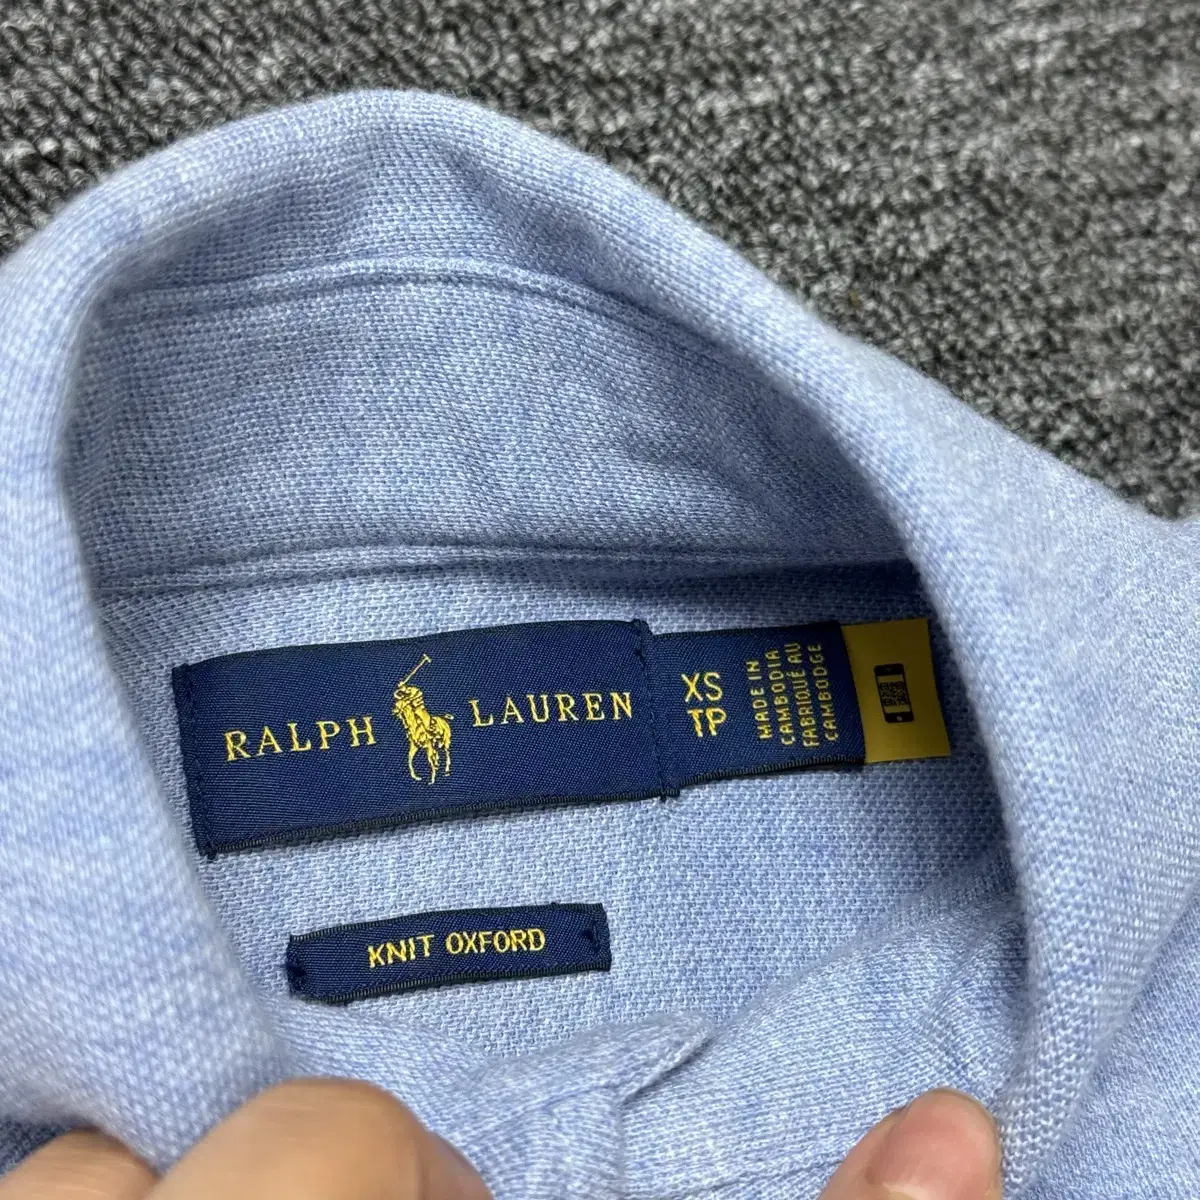 RALPH LAUREN
XS
TP
MADE IN
CAMBODIA
FABRIQUÉ AU
CAMBODGE
KNIT OXFORD